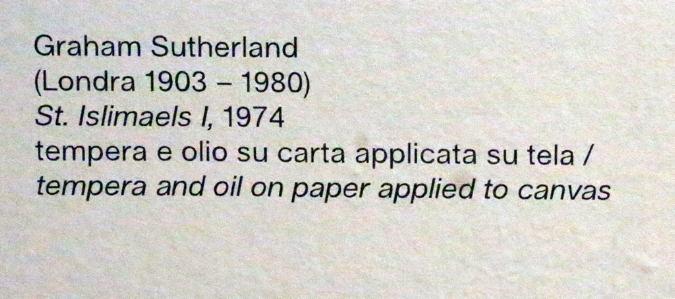 Graham Sutherland
(Londra 1903 – 1980)
St. Islimaels I, 1974
tempera e olio su carta applicata su tela /
tempera and oil on paper applied to canvas